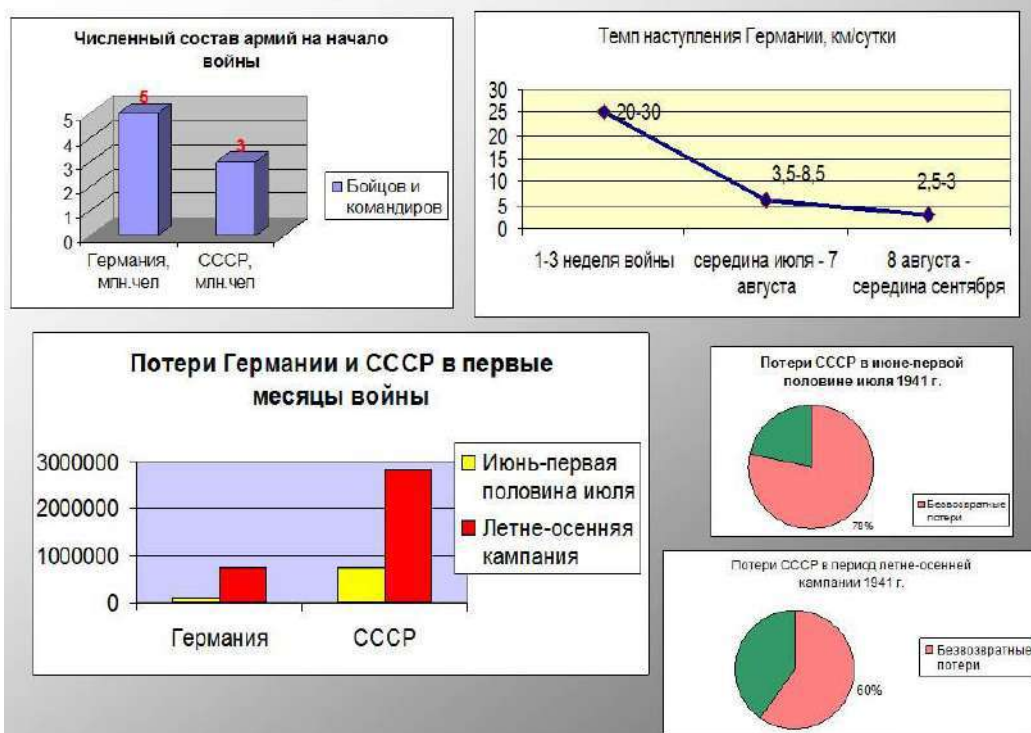 Численный состав армий на начало
войны
5
3
5
4
3
2
1
0
Германия,
млн.чел
СССР,
млн.чел
Бойцов и
командиров
Темп наступления Германии, км/сутки
30
25
20
15
10
5
0
20-30
3,5-8,5
2,5-3
1-3 неделя войны
середина июля - 7
августа
8 августа -
середина сентября
Потери Германии и СССР в первые
месяцы войны
3000000
2000000
1000000
0
Германия
СССР
Июнь-первая
половина июля
Летне-осенняя
кампания
Потери СССР в июне-первой
половине июля 1941 г.
78%
Безвозвратные
потери
Потери СССР в период летне-осенней
кампании 1941 г.
60%
Безвозвратные
потери